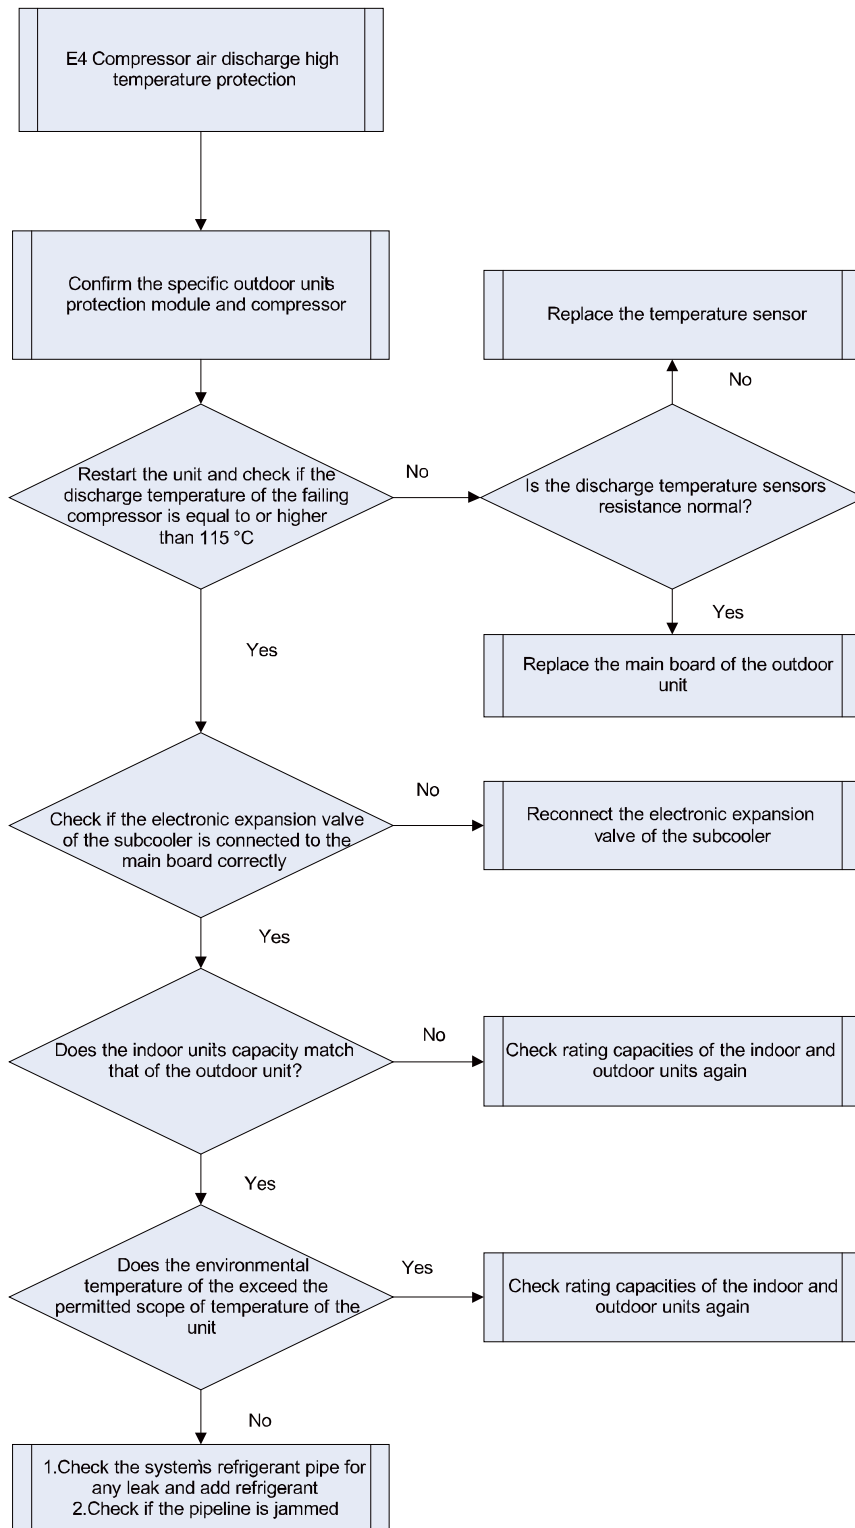 E4 Compressor air discharge high
temperature protection
Confirm the specific outdoor unit's
protection module and compressor
Replace the temperature sensor
No
Restart the unit and check if the
discharge temperature of the failing
compressor is equal to or higher
than 115 °C
No
Is the discharge temperature sensors
resistance normal?
Yes
Yes
Replace the main board of the outdoor
unit
Check if the electronic expansion valve
of the subcooler is connected to the
main board correctly
No
Reconnect the electronic expansion
valve of the subcooler
Yes
Does the indoor unit's capacity match
that of the outdoor unit?
No
Check rating capacities of the indoor and
outdoor units again
Yes
Does the environmental
temperature of the exceed the
permitted scope of temperature of the
unit
Yes
Check rating capacities of the indoor and
outdoor units again
No
1.Check the system's refrigerant pipe for
any leak and add refrigerant
2.Check if the pipeline is jammed